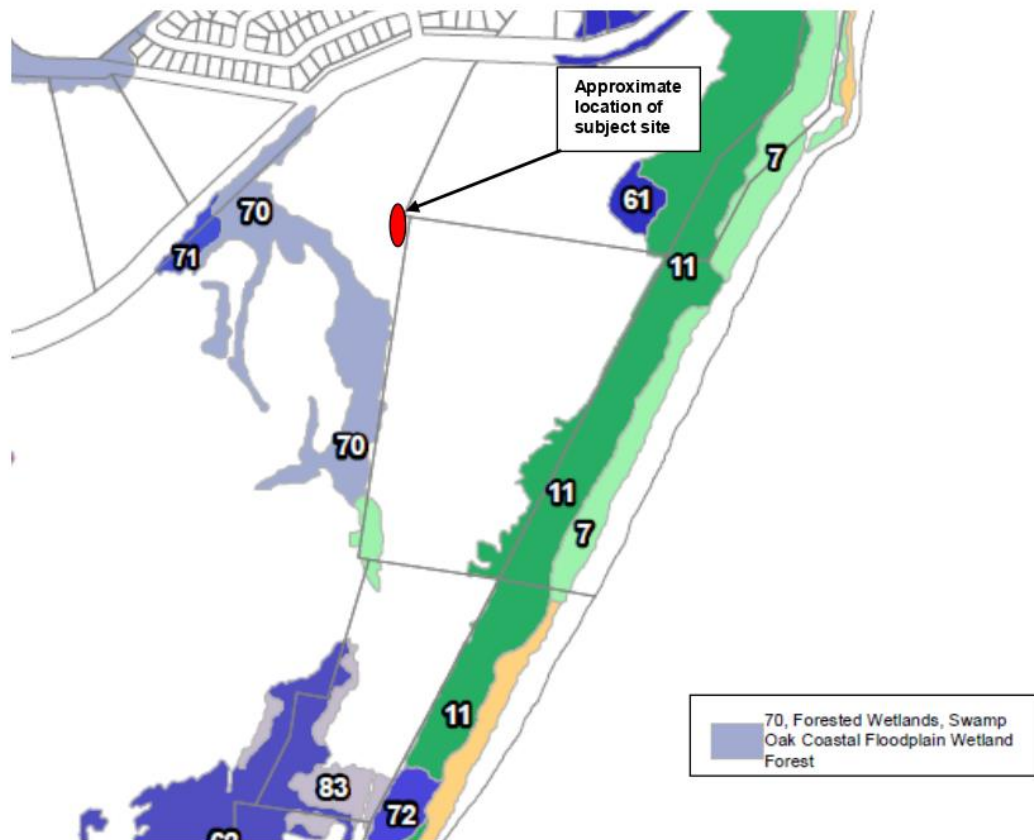 Approximate
location of
subject site
7
61
70
71
11
70
11
7
11
83
72
70, Forested Wetlands, Swamp
Oak Coastal Floodplain Wetland
Forest